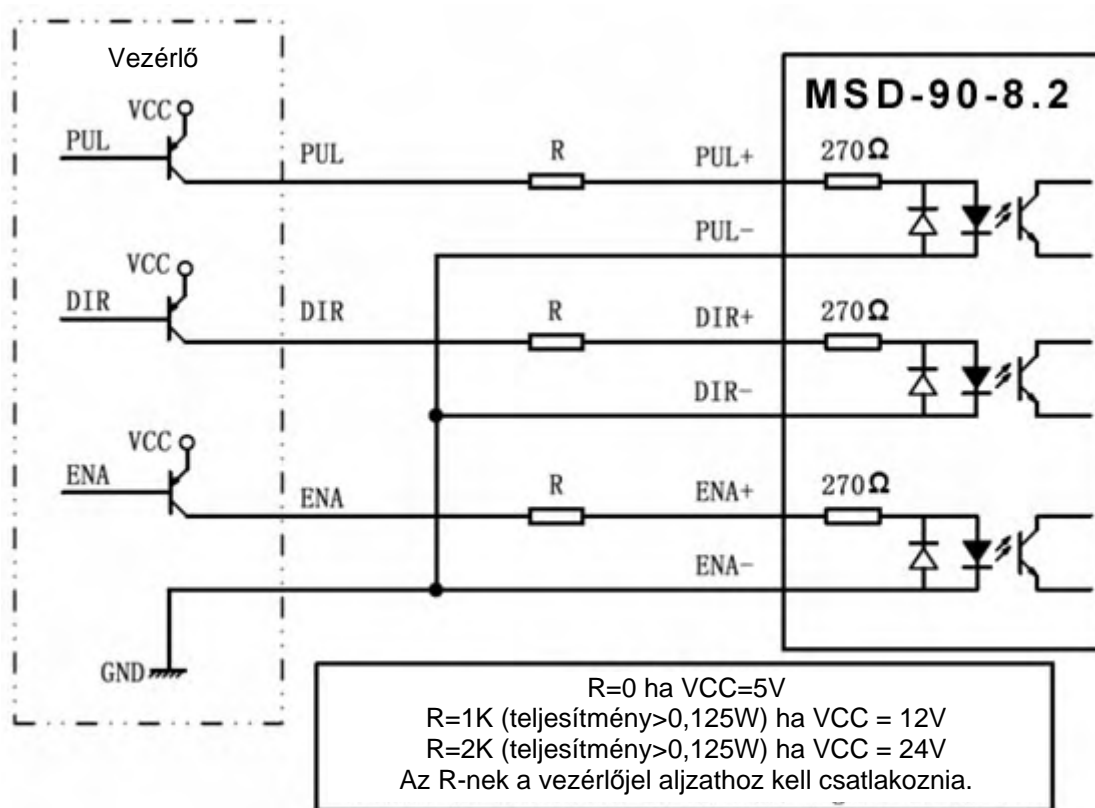 Vezérlő
MSD-90-8.2
VCC
PUL
PUL
R
PUL+
270Ω
PUL-
VCC
DIR
DIR
R
DIR+
270Ω
DIR-
VCC
ENA
ENA
R
ENA+
270Ω
ENA-
GND
R=0 ha VCC=5V
R=1K (teljesítmény>0,125W) ha VCC = 12V
R=2K (teljesítmény>0,125W) ha VCC = 24V
Az R-nek a vezérlőjel aljzathoz kell csatlakoznia.